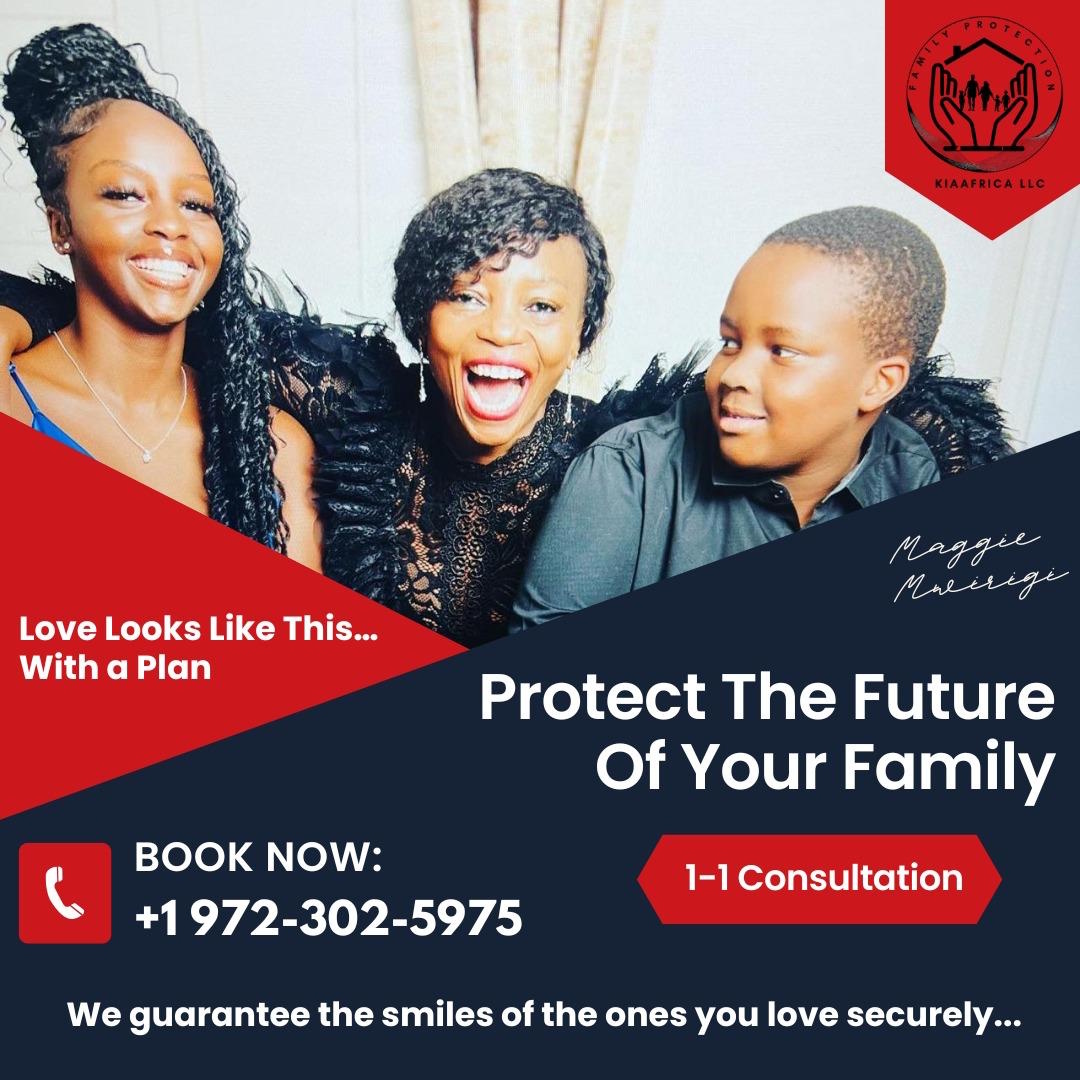 FAMILY PROTECTION
KIAAFRICA LLC
Maggie
Mwirigi
Love Looks Like This...
With a Plan
Protect The Future
Of Your Family
BOOK NOW:
+1 972-302-5975
1-1 Consultation
We guarantee the smiles of the ones you love securely...